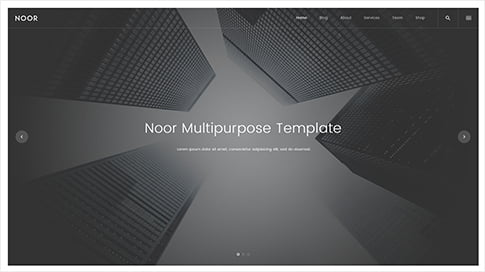 NOOR
Home Blog About Services Team Shop
Noor Multipurpose Template
Lorem ipsum dolor sit amet, consectetur adipiscing elit, sed do eiusmod.